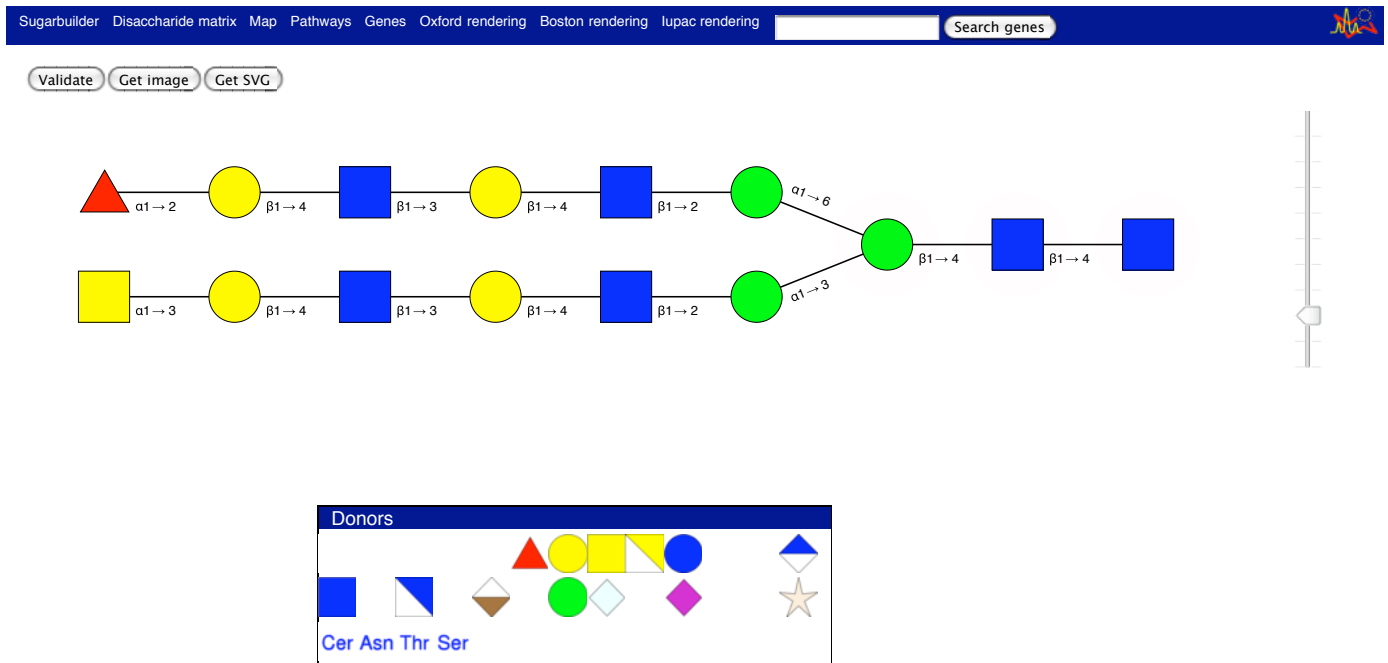 Sugarbuilder Disaccharide matrix Map Pathways Genes Oxford rendering Boston rendering Iupac rendering Search genes
Validate Get image Get SVG
α1→6
α1→2 β1→4 β1→3 β1→4 β1→2
β1→4 β1→4
α1→3
α1→3 β1→4 β1→3 β1→4 β1→2
Donors
Cer Asn Thr Ser